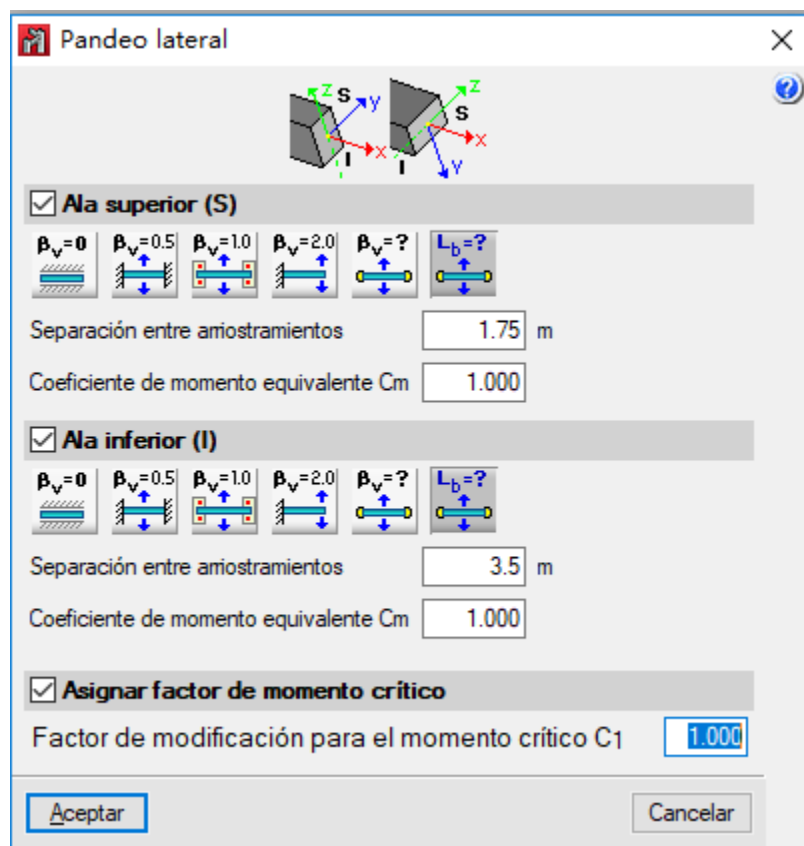 Pandeo lateral
z S y x I
z S x I y
Ala superior (S)
βv=0 βv=0.5 βv=1.0 βv=2.0 βv=? Lb=?
Separación entre arriostramientos 1.75 m
Coeficiente de momento equivalente Cm 1.000
Ala inferior (I)
βv=0 βv=0.5 βv=1.0 βv=2.0 βv=? Lb=?
Separación entre arriostramientos 3.5 m
Coeficiente de momento equivalente Cm 1.000
Asignar factor de momento crítico
Factor de modificación para el momento crítico C1 1.000
Aceptar Cancelar